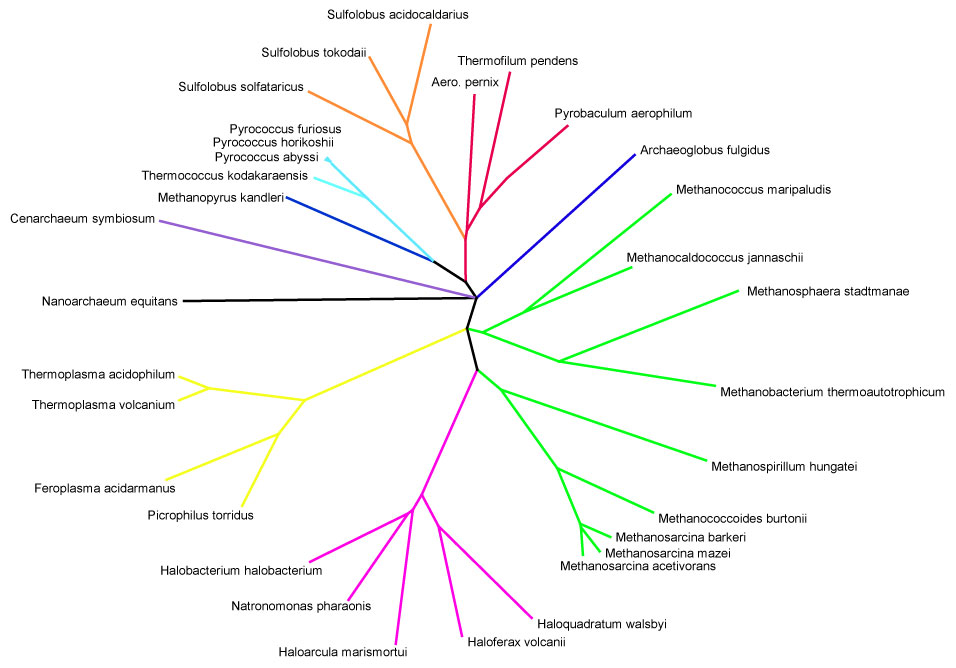 Sulfolobus acidocaldarius
Sulfolobus tokodaii
Thermofilum pendens
Aero. pernix
Sulfolobus solfataricus
Pyrobaculum aerophilum
Pyrococcus furiosus
Pyrococcus horikoshii
Pyrococcus abyssi
Archaeoglobus fulgidus
Thermococcus kodakaraensis
Methanococcus maripaludis
Methanopyrus kandleri
Cenarchaeum symbiosum
Methanocaldococcus jannaschii
Methanosphaera stadtmanae
Nanoarchaeum equitans
Thermoplasma acidophilum
Methanobacterium thermoautotrophicum
Thermoplasma volcanium
Methanospirillum hungatei
Feroplasma acidarmanus
Picrophilus torridus
Methanococcoides burtonii
Methanosarcina barkeri
Methanosarcina mazei
Methanosarcina acetivorans
Halobacterium halobacterium
Natronomonas pharaonis
Haloquadratum walsbyi
Haloferax volcanii
Haloarcula marismortui